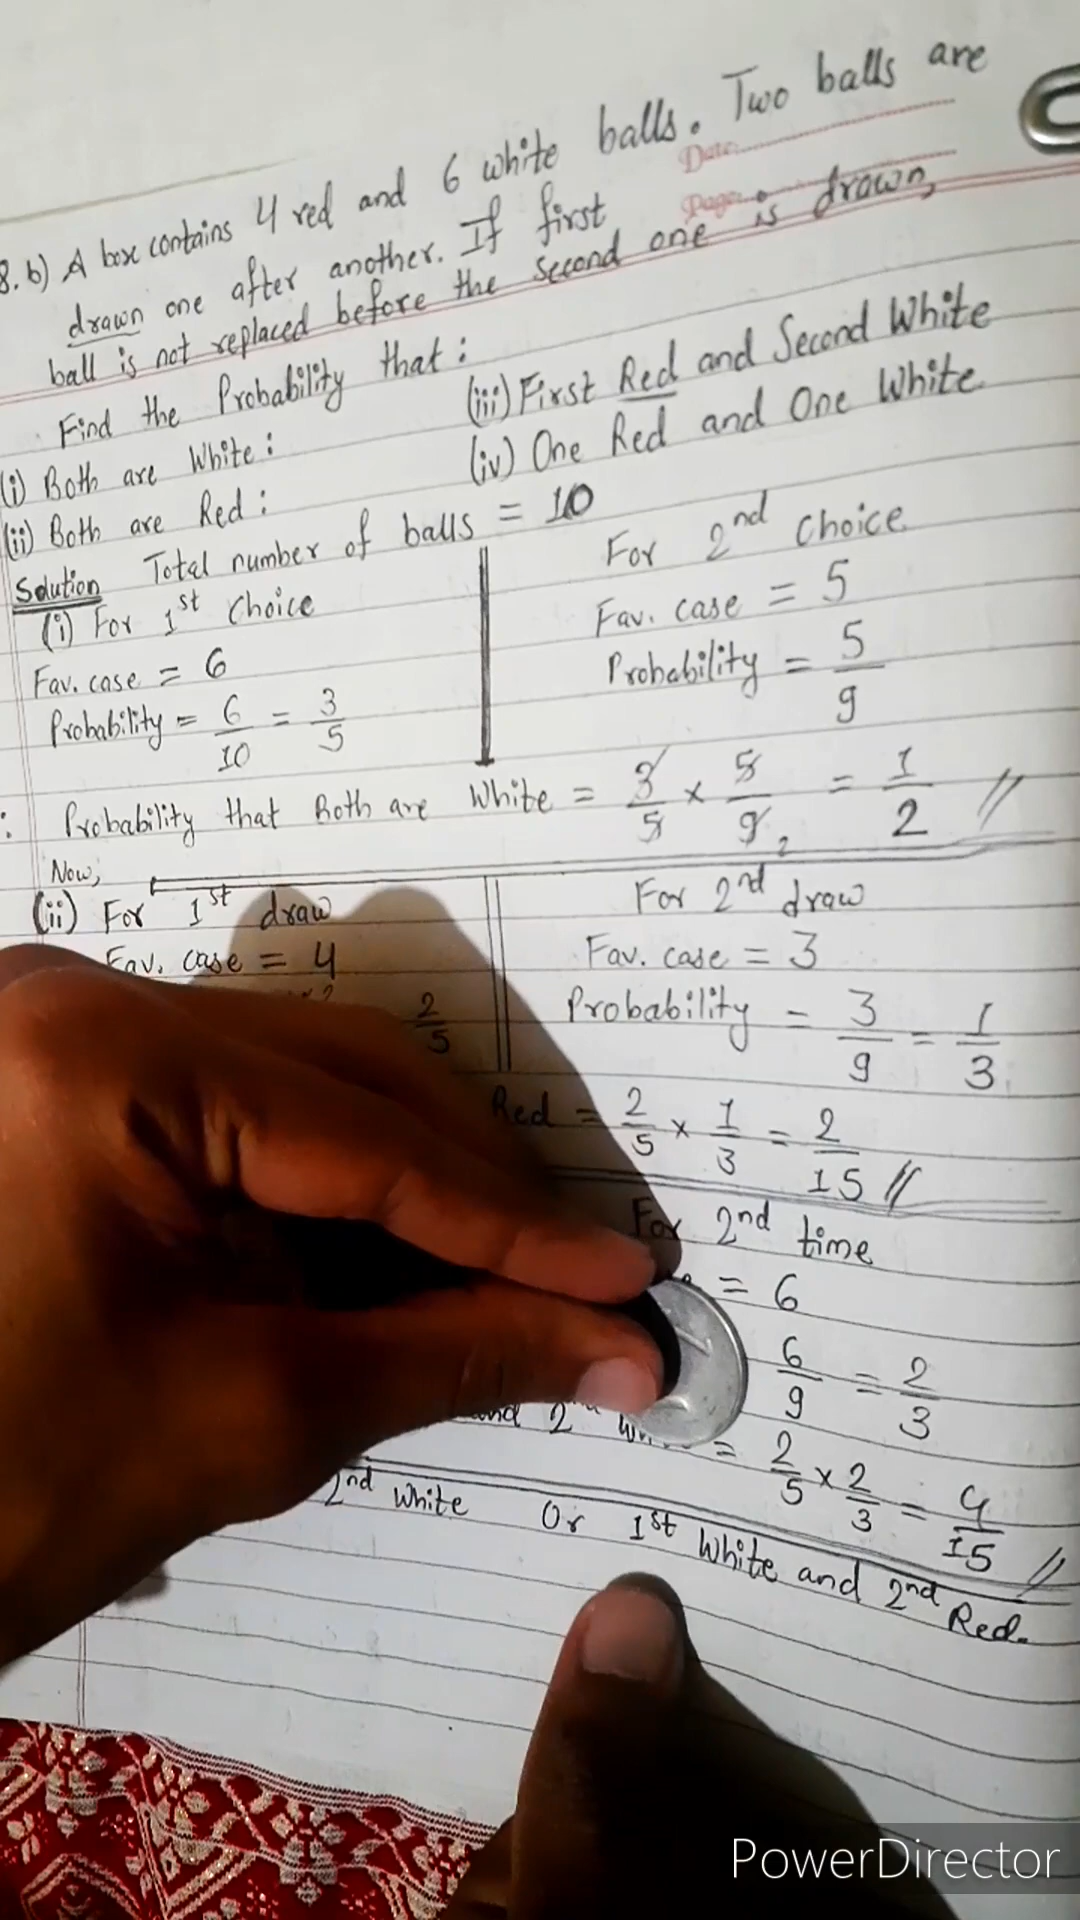 8. b) A box contains 4 red and 6 white balls. Two balls are
Date
Page
drawn one after another. If first
ball is not replaced before the second one is drawn,
Find the Probability that :
(i) Both are White :
(iii) First Red and Second White
(ii) Both are Red :
(iv) One Red and One White
Solution Total number of balls = 10
(i) For 1st Choice
Fav. case = 6
Probability = 6/10 = 3/5
For 2nd choice
Fav. case = 5
Probability = 5/9
Probability that Both are White = 3/5 × 5/9 2 = 1/2 //
Now,
(ii) For 1st draw
Fav. case = 4
2/5
For 2nd draw
Fav. case = 3
Probability = 3/9 = 1/3
Red = 2/5 × 1/3 = 2/15 //
For 2nd time
= 6
6/9 = 2/3
and 2nd = 2/5 × 2/3 = 4/15 //
2nd White Or 1st White and 2nd Red.
PowerDirector